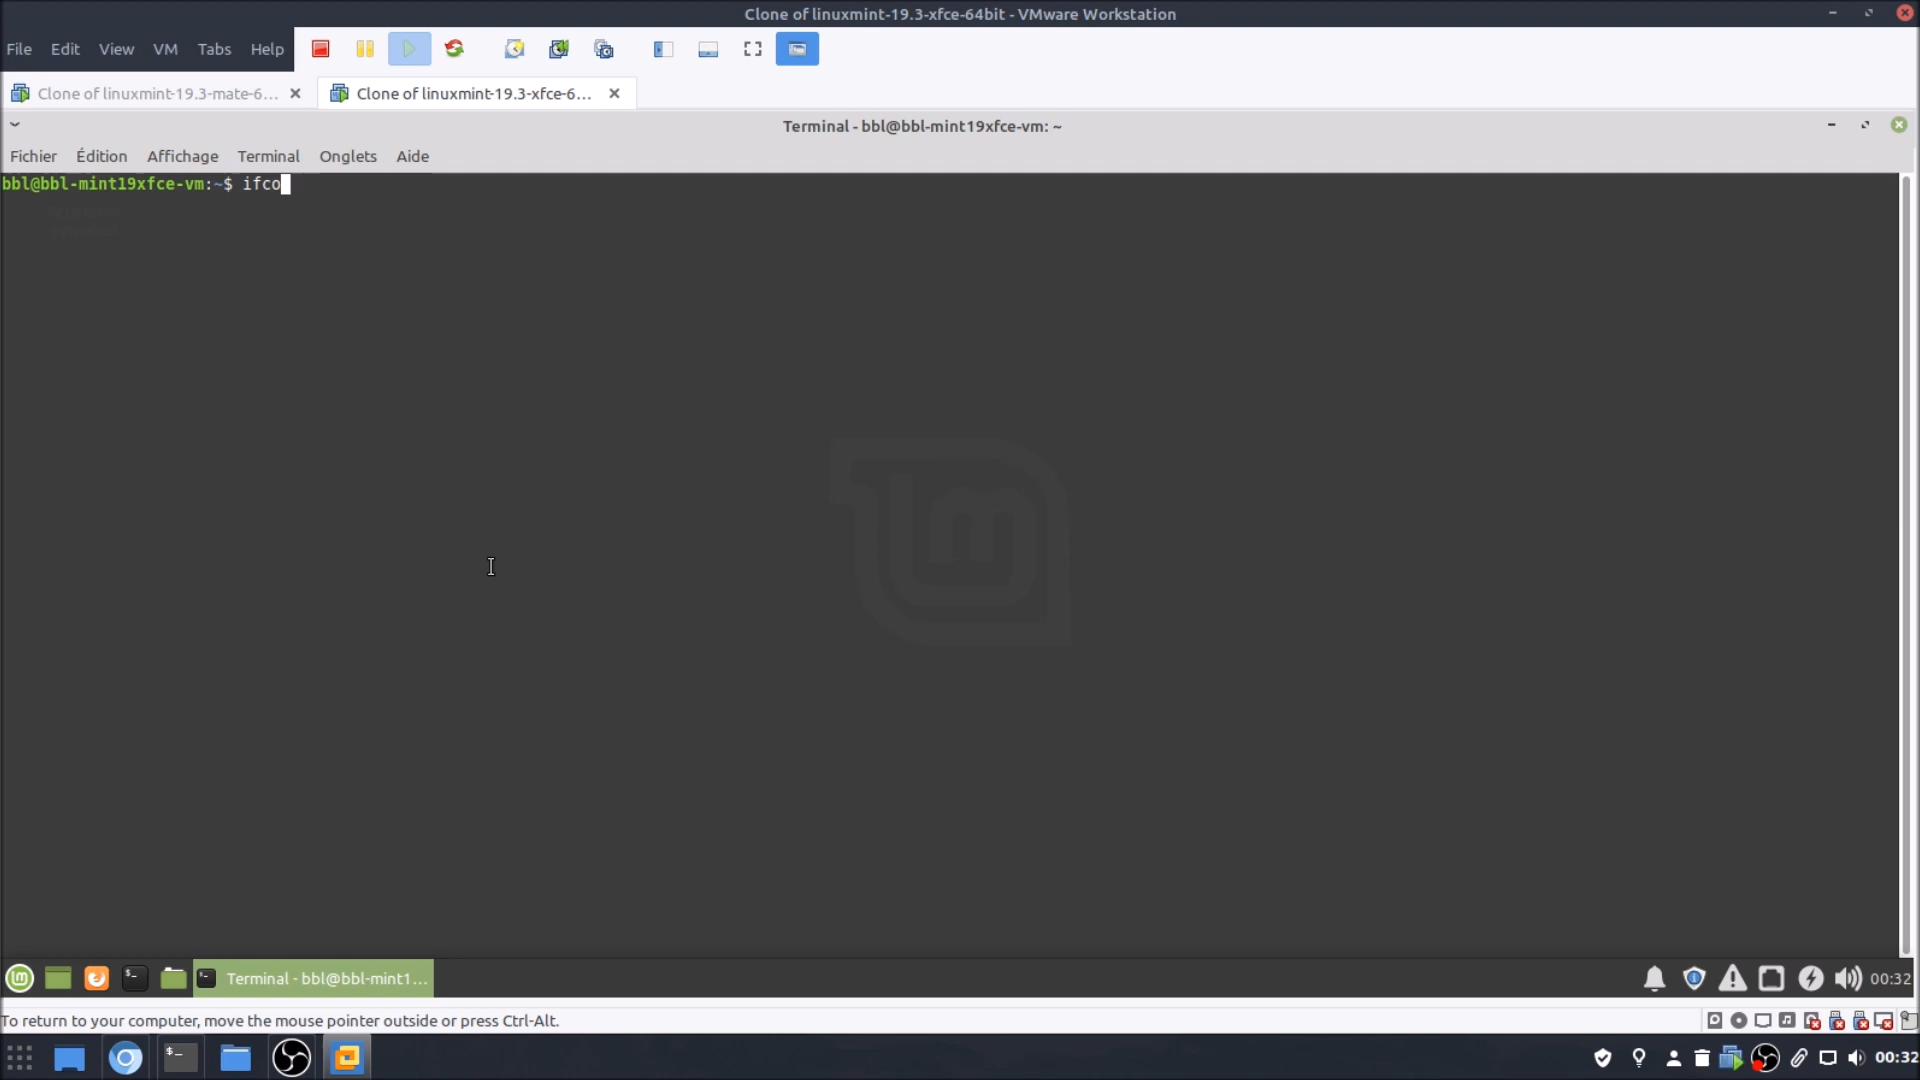 Clone of linuxmint-19.3-xfce-64bit - VMware Workstation
File Edit View VM Tabs Help
Clone of linuxmint-19.3-mate-6... Clone of linuxmint-19.3-xfce-6...
Terminal - bbl@bbl-mint19xfce-vm: ~
Fichier Édition Affichage Terminal Onglets Aide
bbl@bbl-mint19xfce-vm:~$ ifco
Terminal - bbl@bbl-mint1... 00:32
To return to your computer, move the mouse pointer outside or press Ctrl-Alt.
00:32